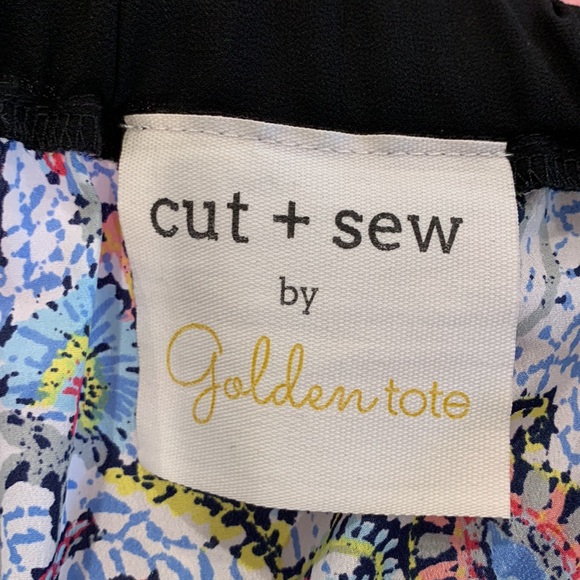 cut + sew
by
Golden tote